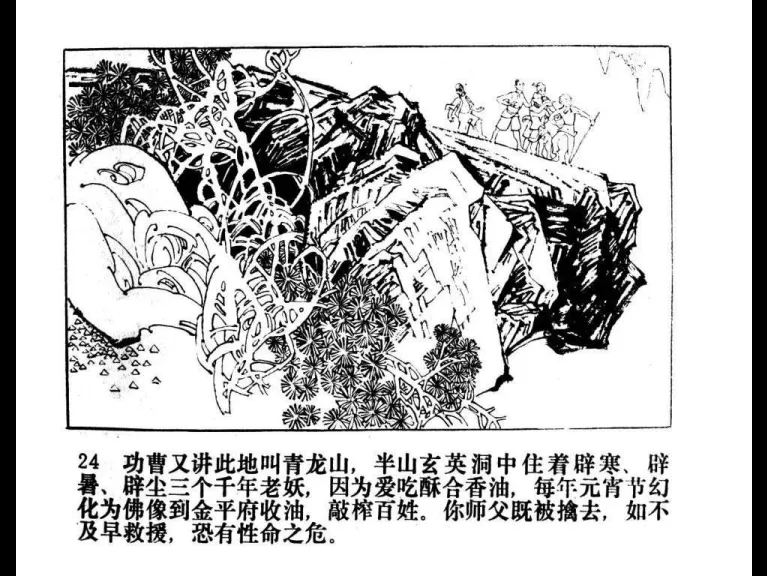 24 功曹又讲此地叫青龙山，半山玄英洞中住着辟寒、辟
暑、辟尘三个千年老妖，因为爱吃酥合香油，每年元宵节幻
化为佛像到金平府收油，敲榨百姓。你师父既被擒去，如不
及早救援，恐有性命之危。